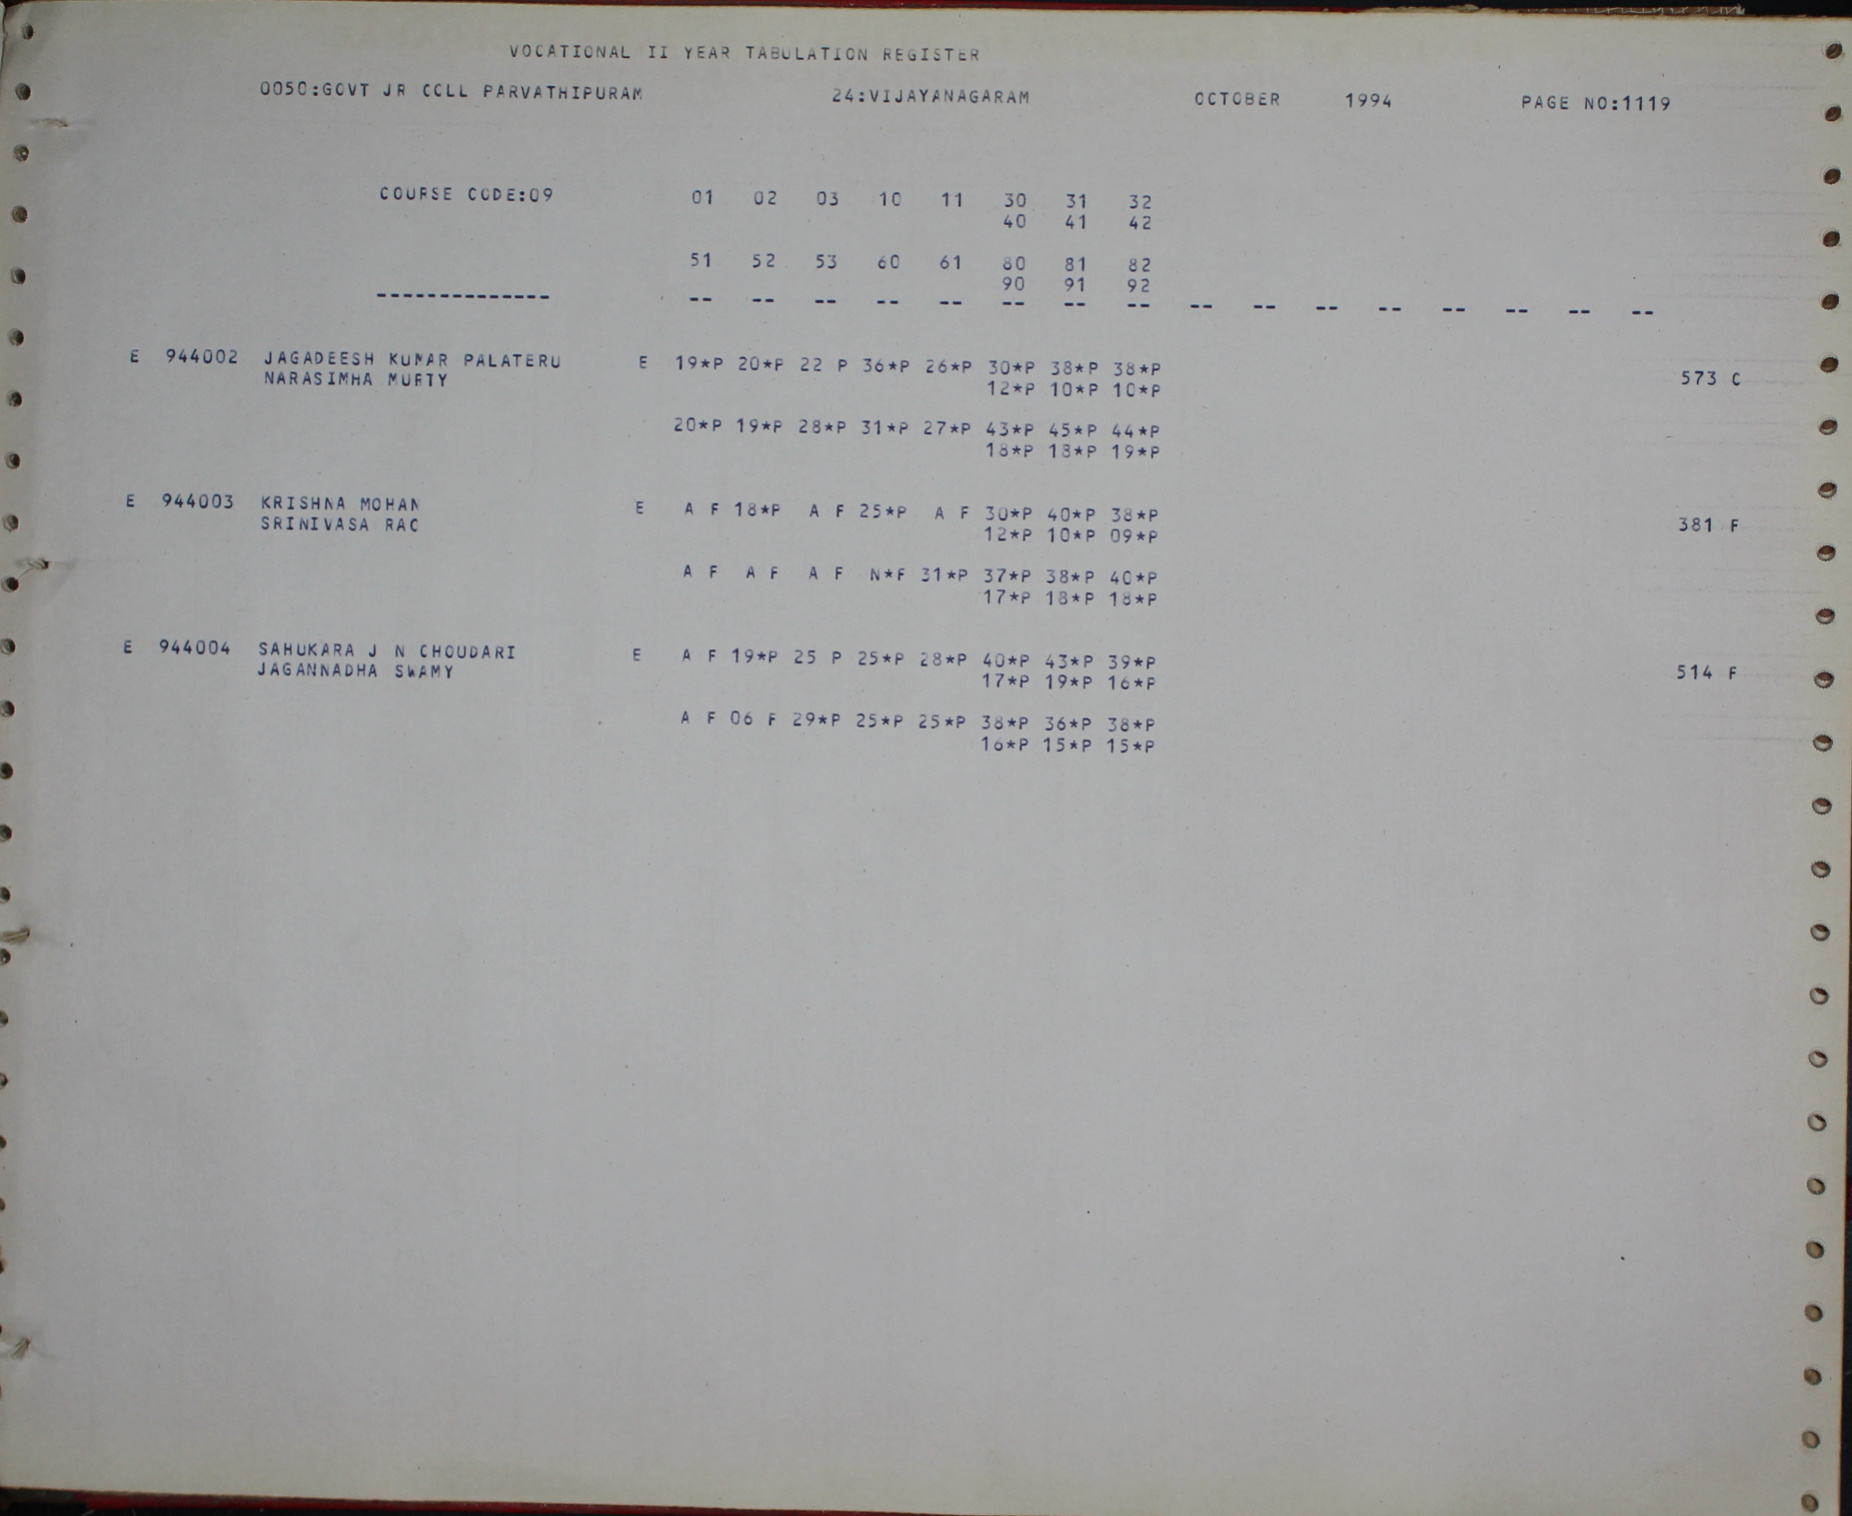 VOCATIONAL II YEAR TABULATION REGISTER
0050:GOVT JR COLL PARVATHIPURAM 24:VIJAYANAGARAM OCTOBER 1994 PAGE NO:1119
COURSE CODE:09 01 02 03 10 11 30 31 32
40 41 42
51 52 53 60 61 80 81 82
90 91 92
-------------- -- -- -- -- -- -- -- -- -- -- -- -- -- -- -- --
E 944002 JAGADEESH KUMAR PALATERU E 19*P 20*P 22 P 36*P 26*P 30*P 38*P 38*P
NARASIMHA MURTY 12*P 10*P 10*P 573 C
20*P 19*P 28*P 31*P 27*P 43*P 45*P 44*P
18*P 18*P 19*P
E 944003 KRISHNA MOHAN E A F 18*P A F 25*P A F 30*P 40*P 38*P
SRINIVASA RAO 12*P 10*P 09*P 381 F
A F A F A F N*F 31*P 37*P 38*P 40*P
17*P 18*P 18*P
E 944004 SAHUKARA J N CHOUDARI E A F 19*P 25 P 25*P 28*P 40*P 43*P 39*P
JAGANNADHA SWAMY 17*P 19*P 16*P 514 F
A F 06 F 29*P 25*P 25*P 38*P 36*P 38*P
16*P 15*P 15*P